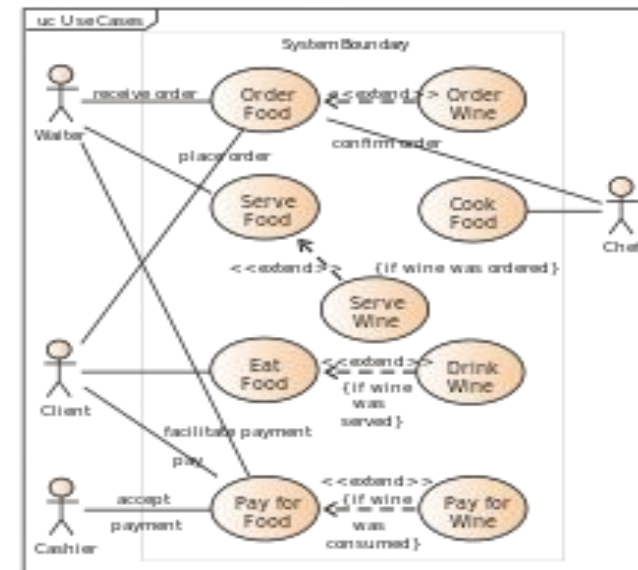 uc UseCases
System Boundary
receive order
Order
Food
<<extend>>
Order
Wine
Waiter
place order
confirm order
Serve
Food
Cook
Food
Chef
<<extend>>
{if wine was ordered}
Serve
Wine
Eat
Food
<<extend>>
{if wine
was
served}
Drink
Wine
Client
facilitate payment
pay
accept
payment
Pay for
Food
<<extend>>
{if wine
was
consumed}
Pay for
Wine
Cashier